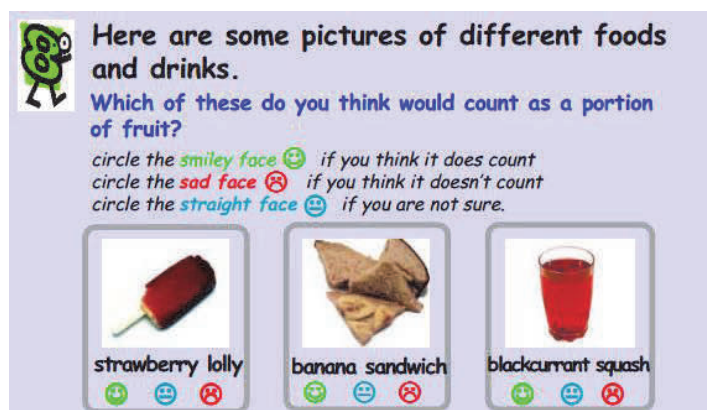 8
Here are some pictures of different foods
and drinks.
Which of these do you think would count as a portion
of fruit?
circle the smiley face if you think it does count
circle the sad face if you think it doesn't count
circle the straight face if you are not sure.
strawberry lolly
banana sandwich
blackcurrant squash